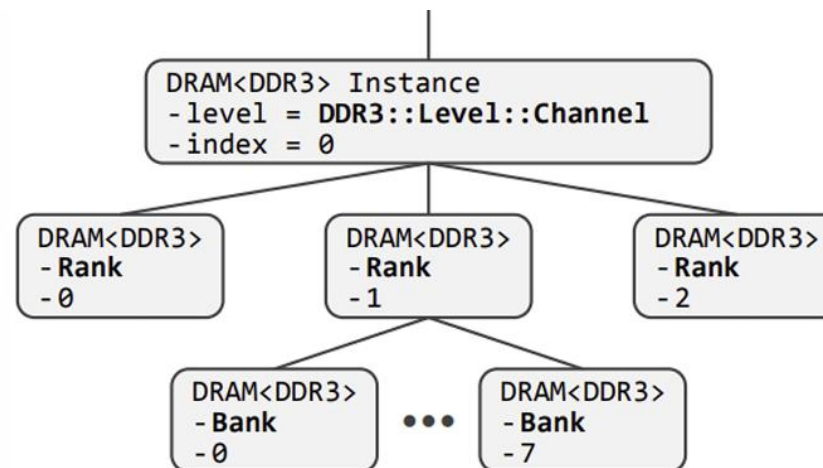 DRAM<DDR3> Instance
-level = DDR3::Level::Channel
-index = 0
DRAM<DDR3>
-Rank
-0
DRAM<DDR3>
-Rank
-1
DRAM<DDR3>
-Rank
-2
DRAM<DDR3>
-Bank
-0
•••
DRAM<DDR3>
-Bank
-7